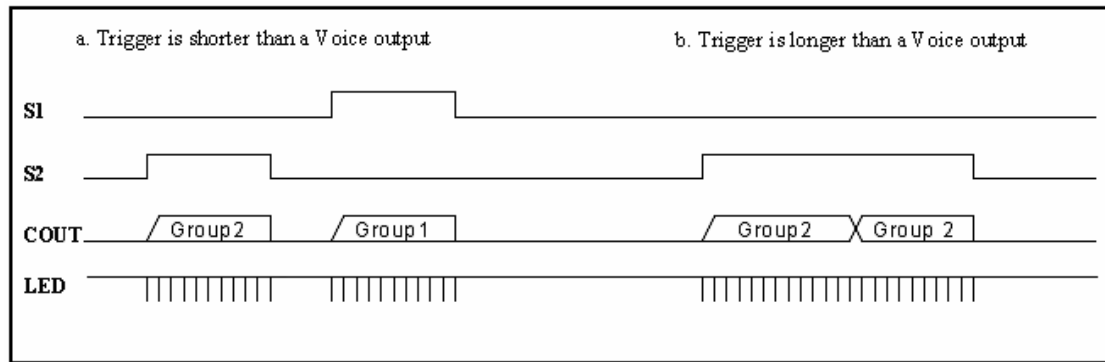 a. Trigger is shorter than a Voice output
b. Trigger is longer than a Voice output
S1
S2
COUT
Group2
Group1
Group2
Group 2
LED